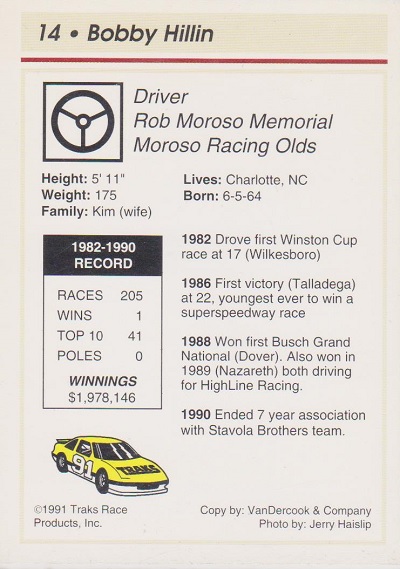 14 • Bobby Hillin
Driver
Rob Moroso Memorial
Moroso Racing Olds
Height: 5' 11"
Weight: 175
Family: Kim (wife)
Lives: Charlotte, NC
Born: 6-5-64
1982-1990
RECORD
RACES 205
WINS 1
TOP 10 41
POLES 0
WINNINGS
$1,978,146
1982 Drove first Winston Cup
race at 17 (Wilkesboro)
1986 First victory (Talladega)
at 22, youngest ever to win a
superspeedway race
1988 Won first Busch Grand
National (Dover). Also won in
1989 (Nazareth) both driving
for HighLine Racing.
1990 Ended 7 year association
with Stavola Brothers team.
91
TRAKS
©1991 Traks Race
Products, Inc.
Copy by: VanDercook & Company
Photo by: Jerry Haislip